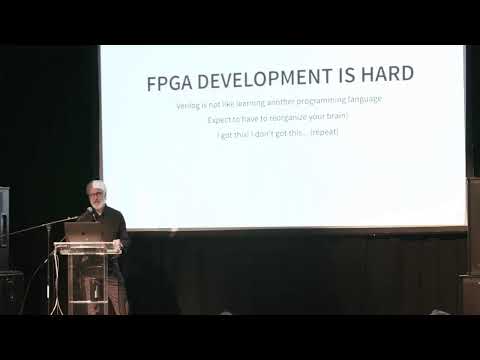 FPGA DEVELOPMENT IS HARD
Verilog is not like learning another programming language
Expect to have to reorganize your brain!
I got this! I don't got this... (repeat)